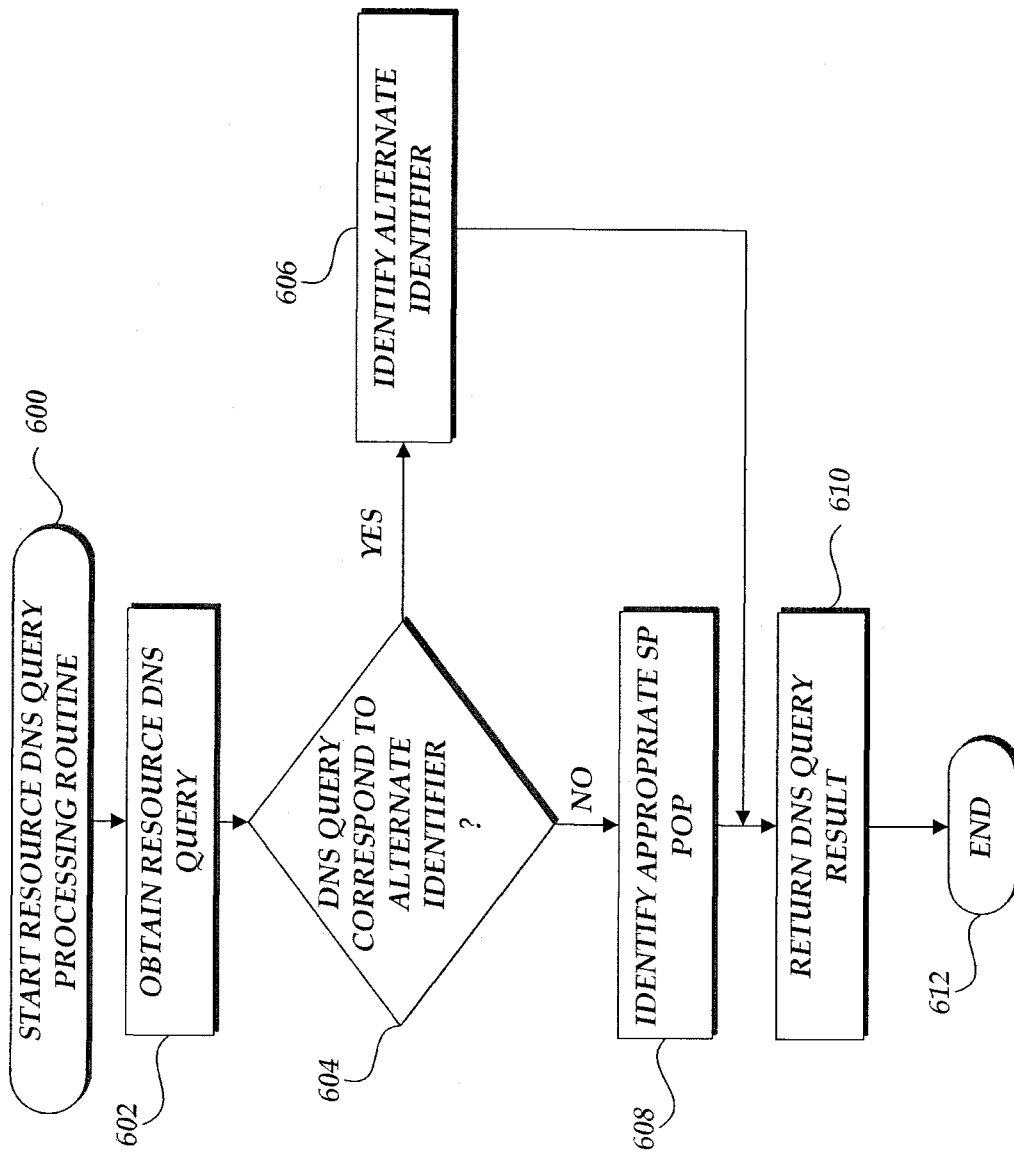 START RESOURCE DNS QUERY
PROCESSING ROUTINE
600
OBTAIN RESOURCE DNS
QUERY
602
DNS QUERY
CORRESPOND TO
ALTERNATE
IDENTIFIER
?
604
YES
IDENTIFY ALTERNATE
IDENTIFIER
606
NO
IDENTIFY APPROPRIATE SP
POP
608
RETURN DNS QUERY
RESULT
610
END
612